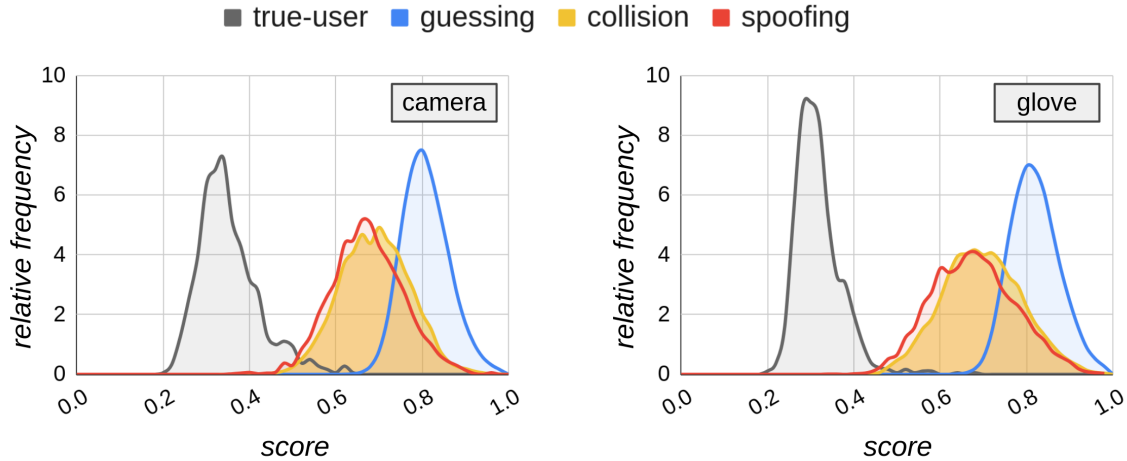 true-user guessing collision spoofing
camera
relative frequency
10
8
6
4
2
0
0.0 0.2 0.4 0.6 0.8 1.0
score
glove
relative frequency
10
8
6
4
2
0
0.0 0.2 0.4 0.6 0.8 1.0
score